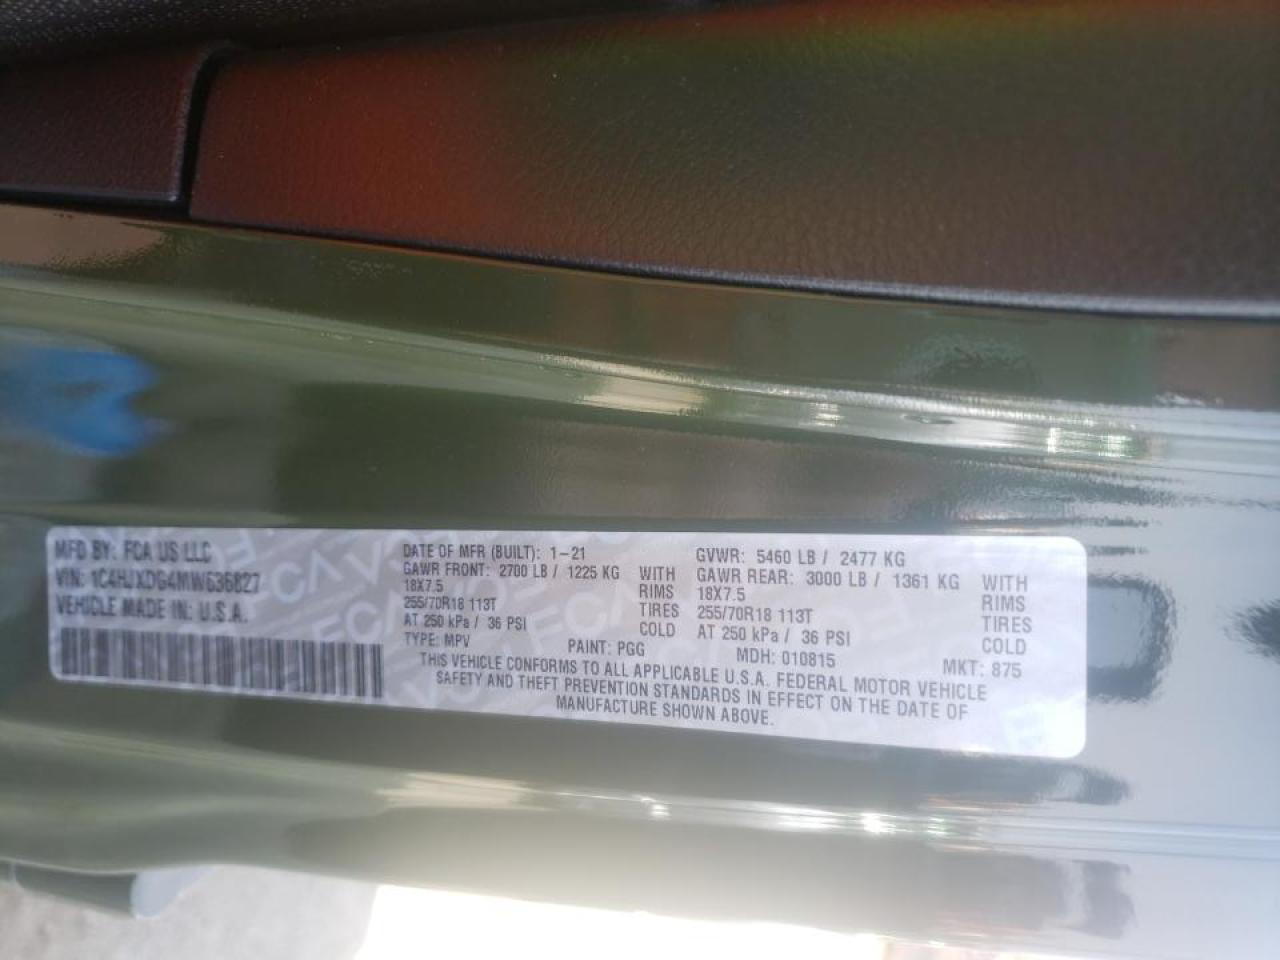 MFD BY: FCA US LLC
VIN: 1C4HJXDG4MW636827
VEHICLE MADE IN: U.S.A.
DATE OF MFR (BUILT): 1-21
GAWR FRONT: 2700 LB / 1225 KG WITH
18X7.5 RIMS
255/70R18 113T TIRES
AT 250 kPa / 36 PSI COLD
GVWR: 5460 LB / 2477 KG
GAWR REAR: 3000 LB / 1361 KG WITH
18X7.5 RIMS
255/70R18 113T TIRES
AT 250 kPa / 36 PSI COLD
TYPE: MPV PAINT: PGG MDH: 010815 MKT: 875
THIS VEHICLE CONFORMS TO ALL APPLICABLE U.S.A. FEDERAL MOTOR VEHICLE
SAFETY AND THEFT PREVENTION STANDARDS IN EFFECT ON THE DATE OF
MANUFACTURE SHOWN ABOVE.